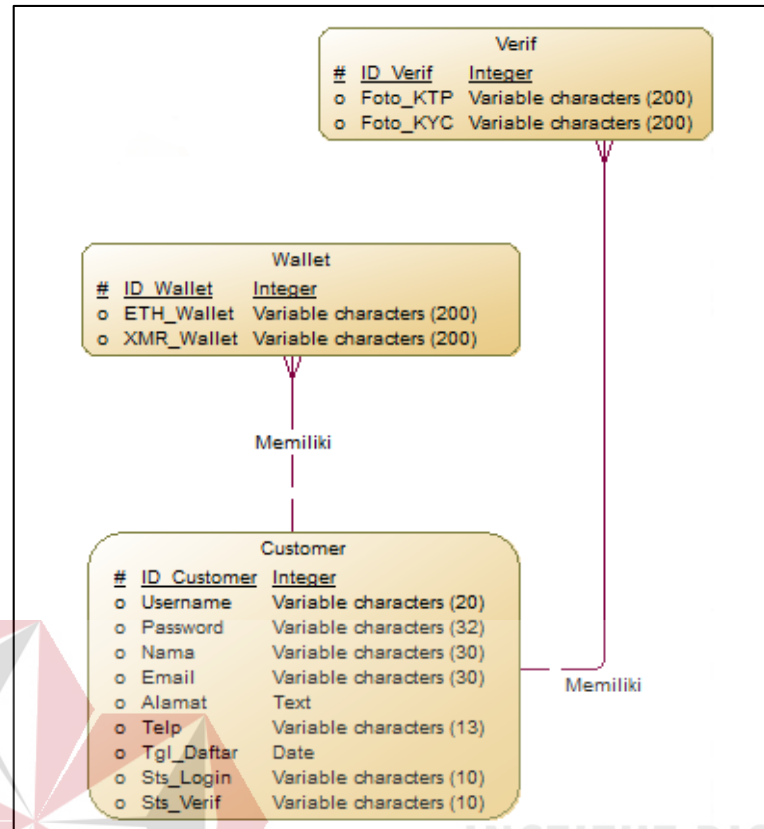 Verif
# ID_Verif Integer
o Foto_KTP Variable characters (200)
o Foto_KYC Variable characters (200)
Wallet
# ID_Wallet Integer
o ETH_Wallet Variable characters (200)
o XMR_Wallet Variable characters (200)
Memiliki
Customer
# ID_Customer Integer
o Username Variable characters (20)
o Password Variable characters (32)
o Nama Variable characters (30)
o Email Variable characters (30)
o Alamat Text
o Telp Variable characters (13)
o Tgl_Daftar Date
o Sts_Login Variable characters (10)
o Sts_Verif Variable characters (10)
Memiliki